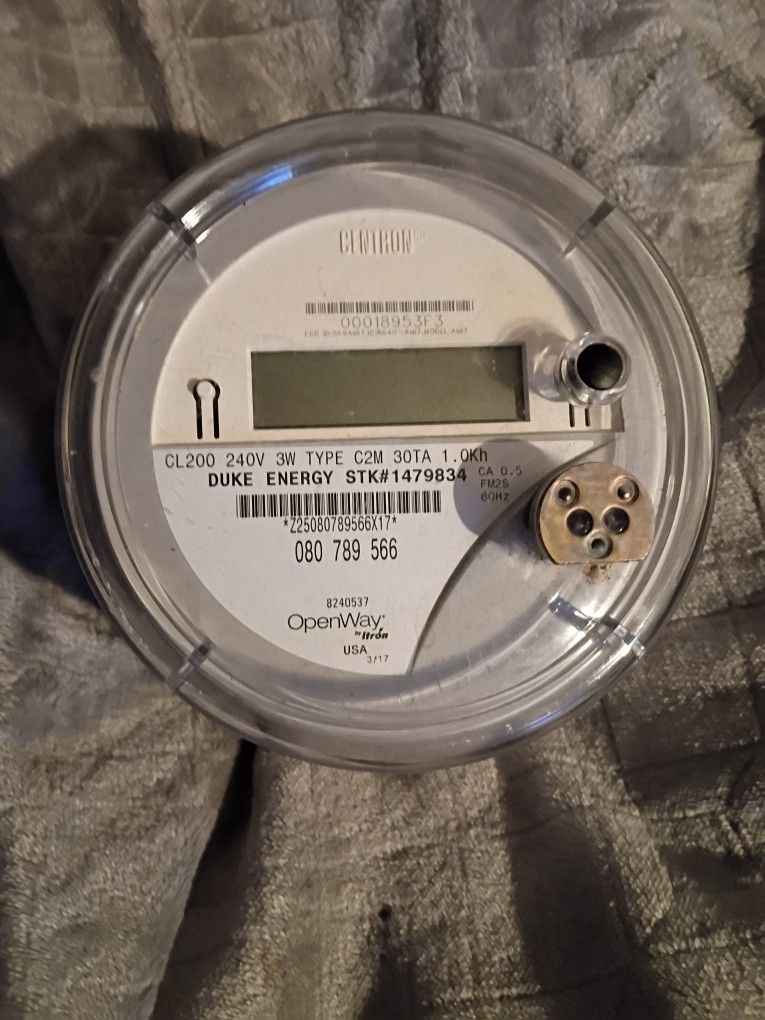 CENTRON®
00018953F3
CL200 240V 3W TYPE C2M 30TA 1.0Kh
DUKE ENERGY STK#1479834
CA 0.5
FM2S
60Hz
*Z25080789566X17*
080 789 566
8240537
OpenWay®
by Itrón
USA
3/17